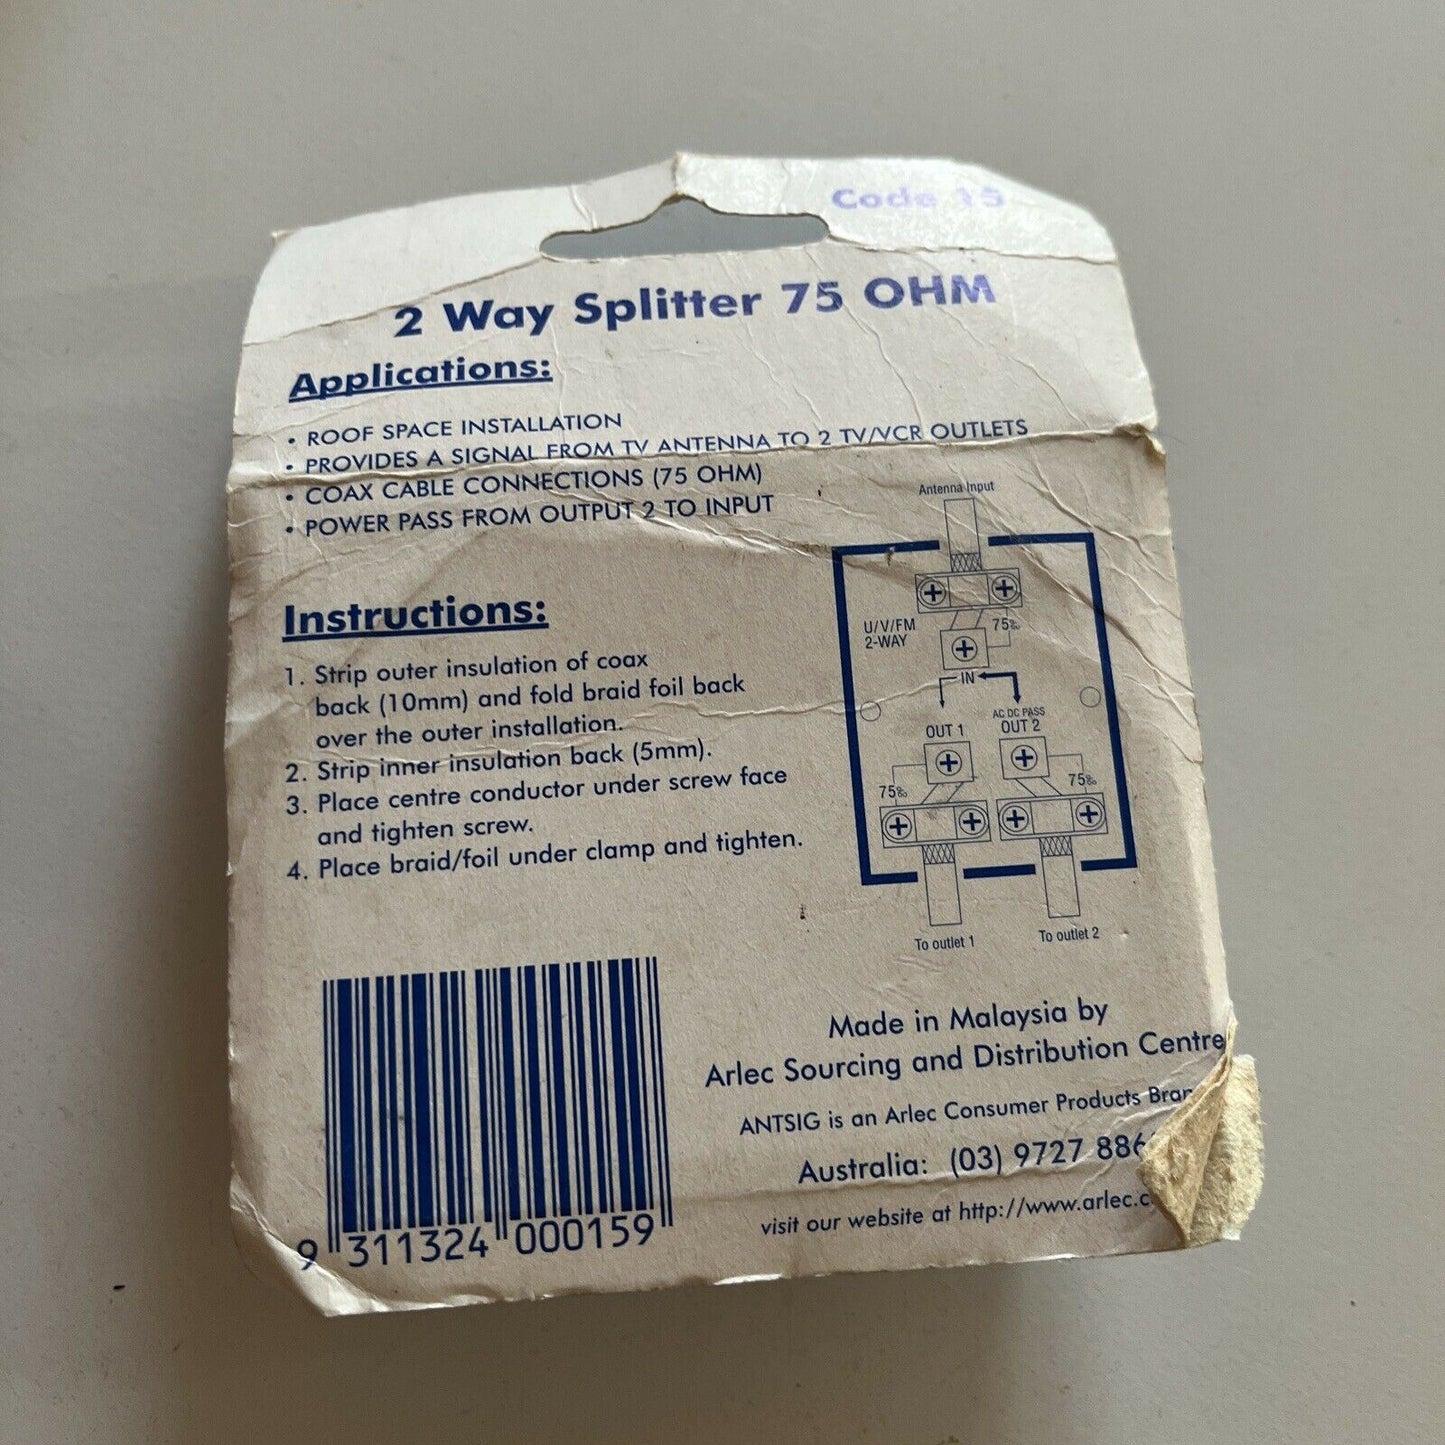 Code 15
2 Way Splitter 75 OHM
Applications:
• ROOF SPACE INSTALLATION
• PROVIDES A SIGNAL FROM TV ANTENNA TO 2 TV/VCR OUTLETS
• COAX CABLE CONNECTIONS (75 OHM)
• POWER PASS FROM OUTPUT 2 TO INPUT
Instructions:
1. Strip outer insulation of coax
back (10mm) and fold braid foil back
over the outer installation.
2. Strip inner insulation back (5mm).
3. Place centre conductor under screw face
and tighten screw.
4. Place braid/foil under clamp and tighten.
Antenna Input
U/V/FM
2-WAY
75‰
IN
AC DC PASS
OUT 1
OUT 2
75‰
75‰
To outlet 1
To outlet 2
Made in Malaysia by
Arlec Sourcing and Distribution Centre
ANTSIG is an Arlec Consumer Products
Australia: (03) 9727
visit our website at http://www.arlec.c
9 311324 000159